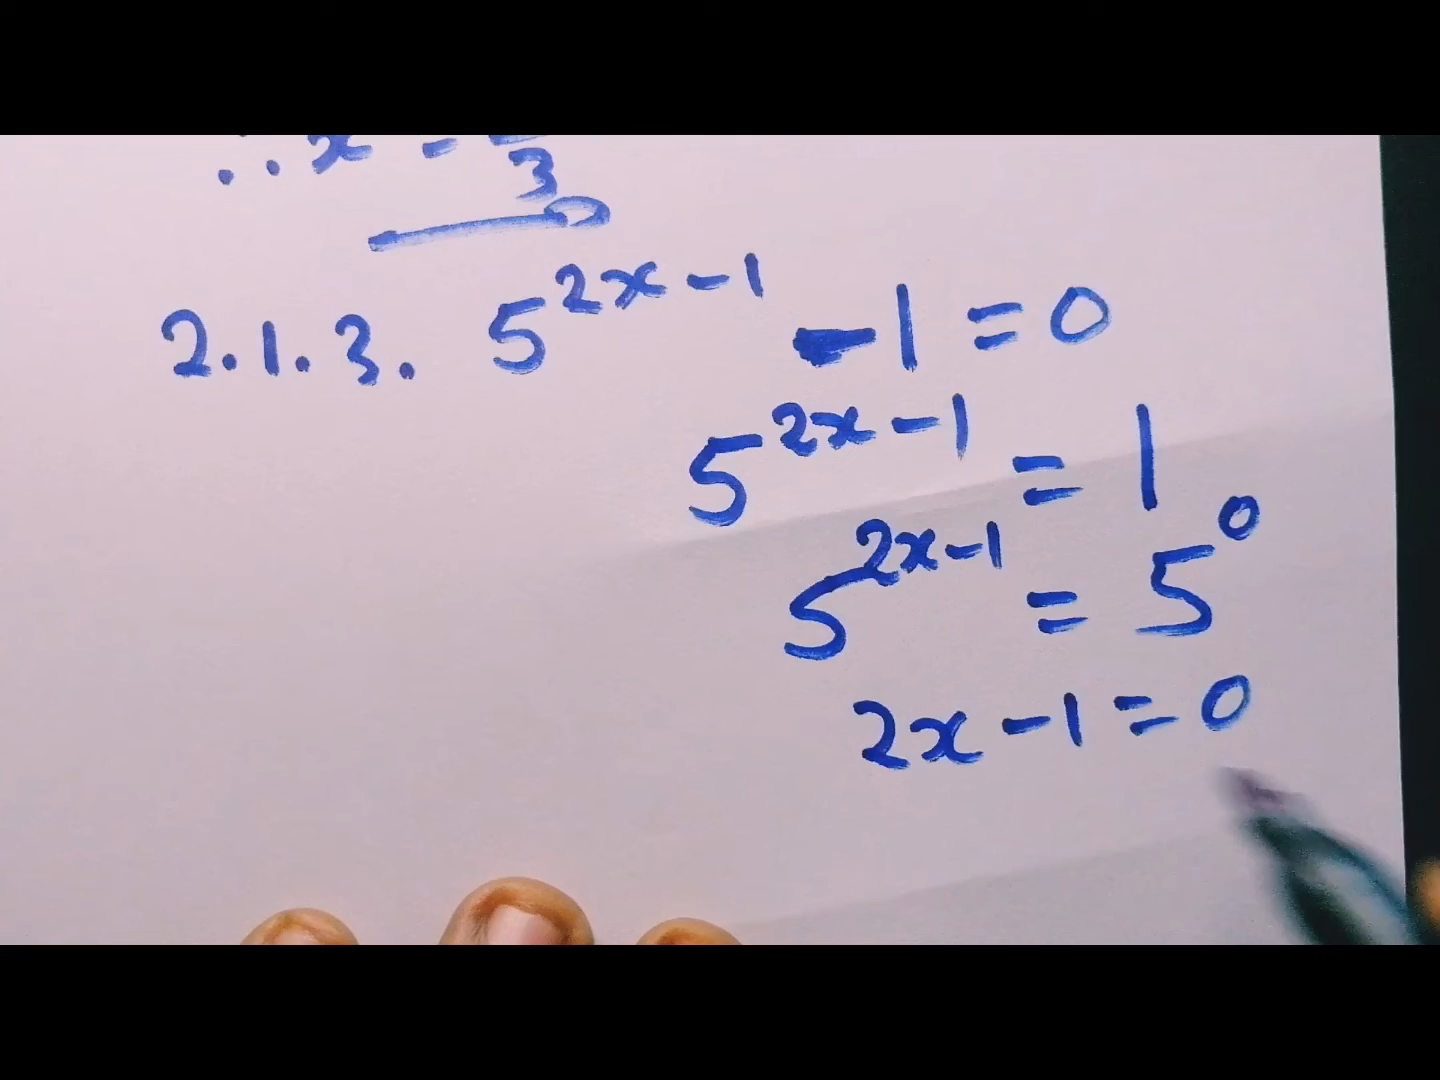 ∴ x = /3
2.1.3. 5^{2x-1} - 1 = 0
5^{2x-1} = 1
5^{2x-1} = 5^0
2x - 1 = 0